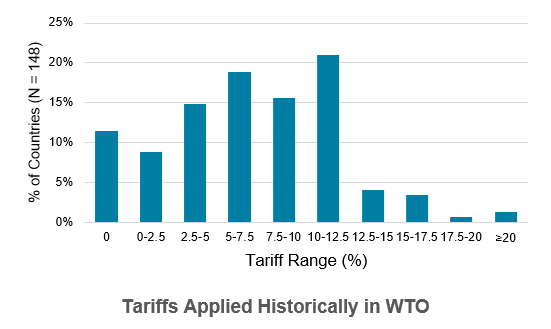 25%
20%
15%
10%
5%
0%
% of Countries (N = 148)
0 0-2.5 2.5-5 5-7.5 7.5-10 10-12.5 12.5-15 15-17.5 17.5-20 ≥20
Tariff Range (%)
Tariffs Applied Historically in WTO